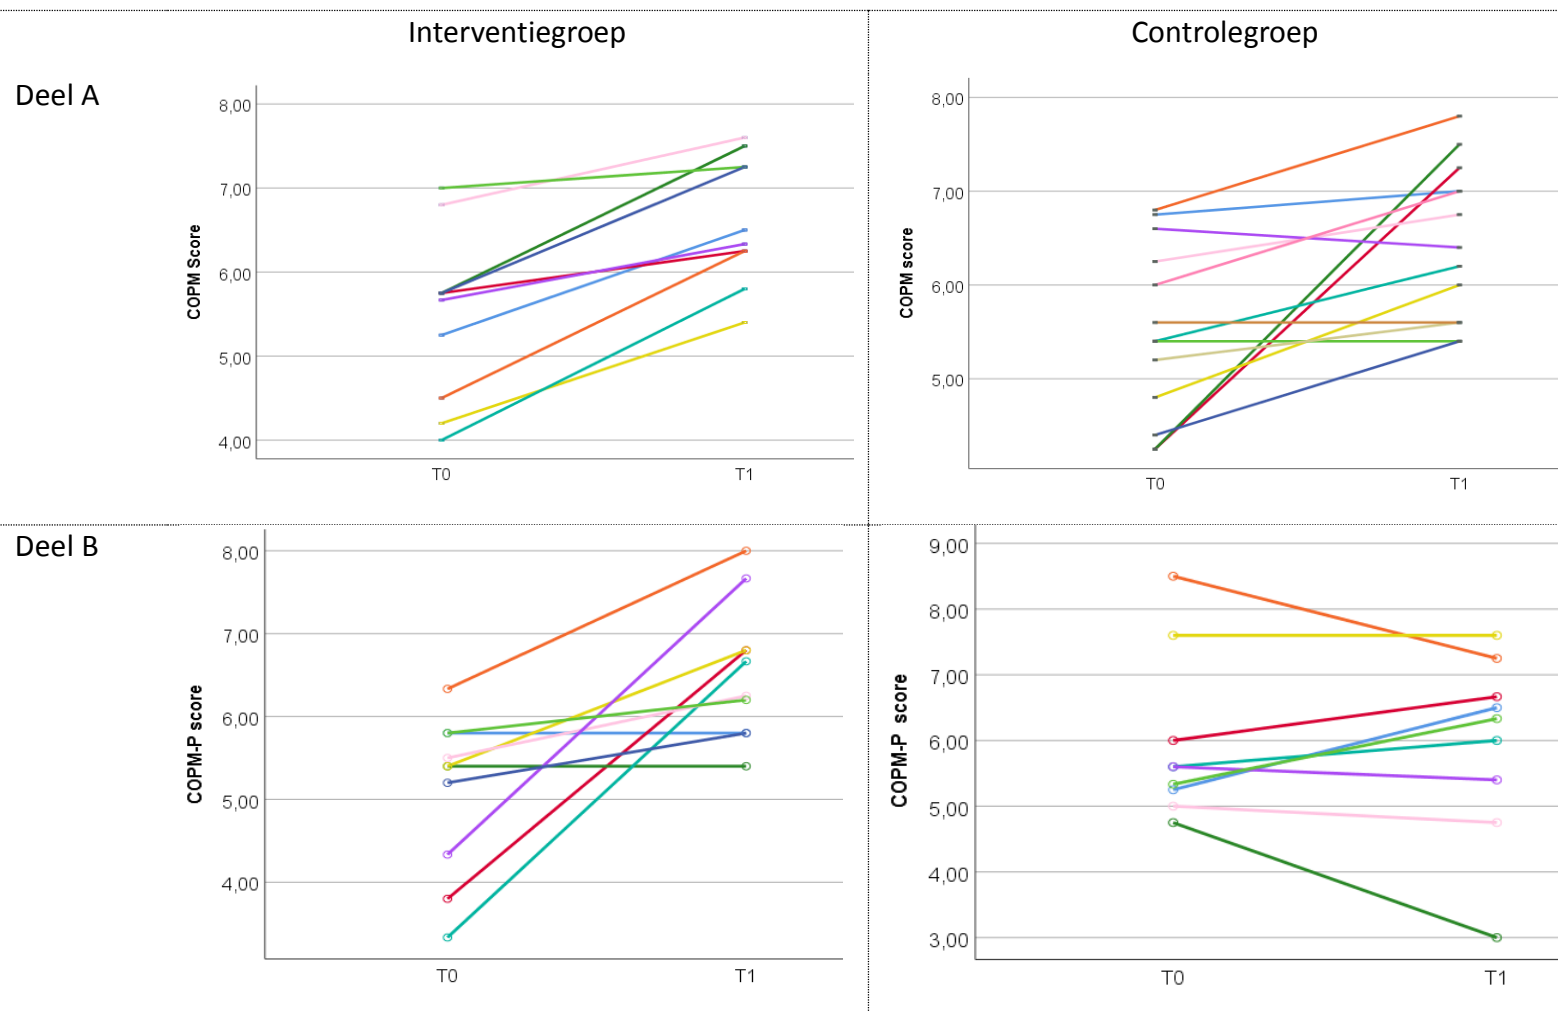 Interventiegroep
Controlegroep
Deel A
8,00
7,00
6,00
5,00
4,00
COPM Score
T0
T1
8,00
7,00
6,00
5,00
COPM score
T0
T1
Deel B
8,00
7,00
6,00
5,00
4,00
COPM-P score
T0
T1
9,00
8,00
7,00
6,00
5,00
4,00
3,00
COPM-P score
T0
T1